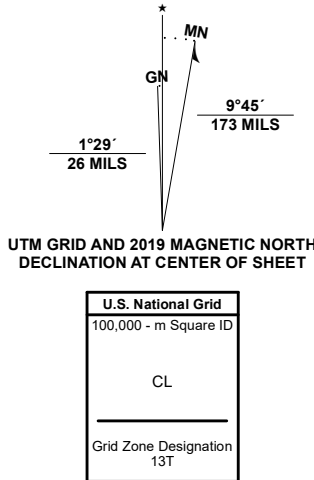 MN
GN
9°45´
173 MILS
1°29´
26 MILS
UTM GRID AND 2019 MAGNETIC NORTH
DECLINATION AT CENTER OF SHEET
U.S. National Grid
100,000 - m Square ID
CL
Grid Zone Designation
13T